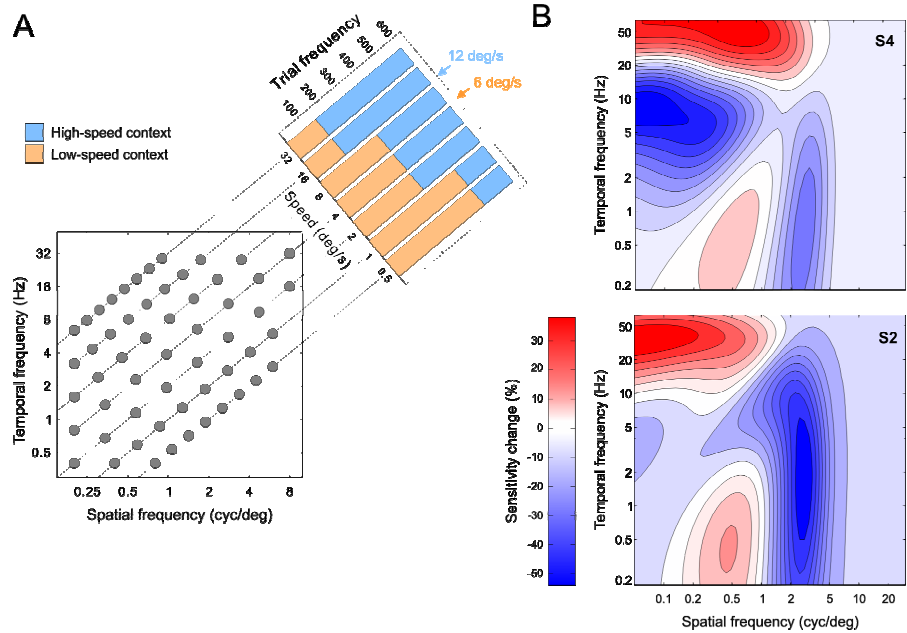 A
B
Trial frequency
100
200
300
400
500
600
12 deg/s
6 deg/s
High-speed context
Low-speed context
32
16
8
4
2
1
0.5
Speed (deg/s)
Temporal frequency (Hz)
32
18
8
4
2
1
0.5
0.25 0.5 1 2 4 8
Spatial frequency (cyc/deg)
S4
Temporal frequency (Hz)
50
20
10
5
2
1
0.5
0.2
S2
Temporal frequency (Hz)
50
20
10
5
2
1
0.5
0.2
0.1 0.2 0.5 1 2 5 10 20
Spatial frequency (cyc/deg)
Sensitivity change (%)
30
20
10
0
-10
-20
-30
-40
-50